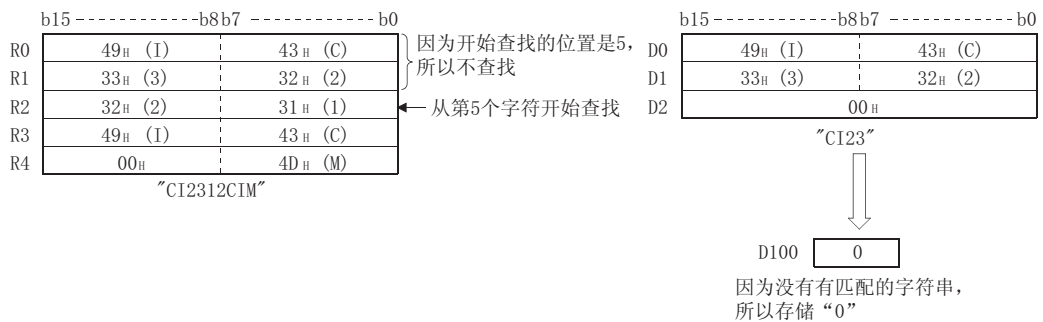 b15 b8b7 b0
R0 49H (I) 43H (C)
R1 33H (3) 32H (2)
R2 32H (2) 31H (1)
R3 49H (I) 43H (C)
R4 00H 4DH (M)
"CI2312CIM"
因为开始查找的位置是5,
所以不查找
从第5个字符开始查找
b15 b8b7 b0
D0 49H (I) 43H (C)
D1 33H (3) 32H (2)
D2 00H
"CI23"
D100 0
因为没有有匹配的字符串,
所以存储“0”